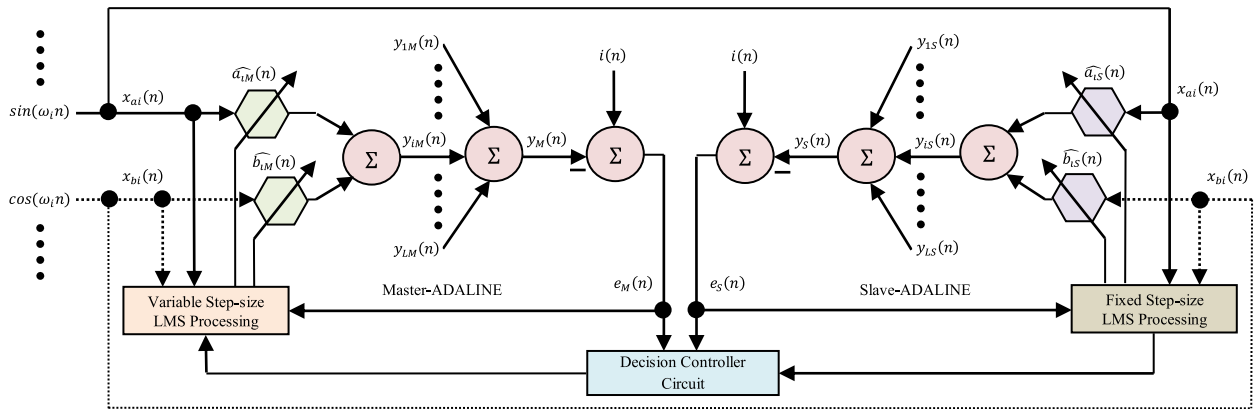 sin(ω_i n)
x_{ai}(n)
\widehat{a_{iM}}(n)
y_{1M}(n)
i(n)
i(n)
y_{1S}(n)
\widehat{a_{iS}}(n)
x_{ai}(n)
Σ
y_{iM}(n)
Σ
y_M(n)
Σ
Σ
y_S(n)
Σ
y_{iS}(n)
Σ
cos(ω_i n)
x_{bi}(n)
\widehat{b_{iM}}(n)
\widehat{b_{iS}}(n)
x_{bi}(n)
y_{LM}(n)
y_{LS}(n)
Variable Step-size
LMS Processing
Master-ADALINE
e_M(n)
e_S(n)
Slave-ADALINE
Fixed Step-size
LMS Processing
Decision Controller
Circuit